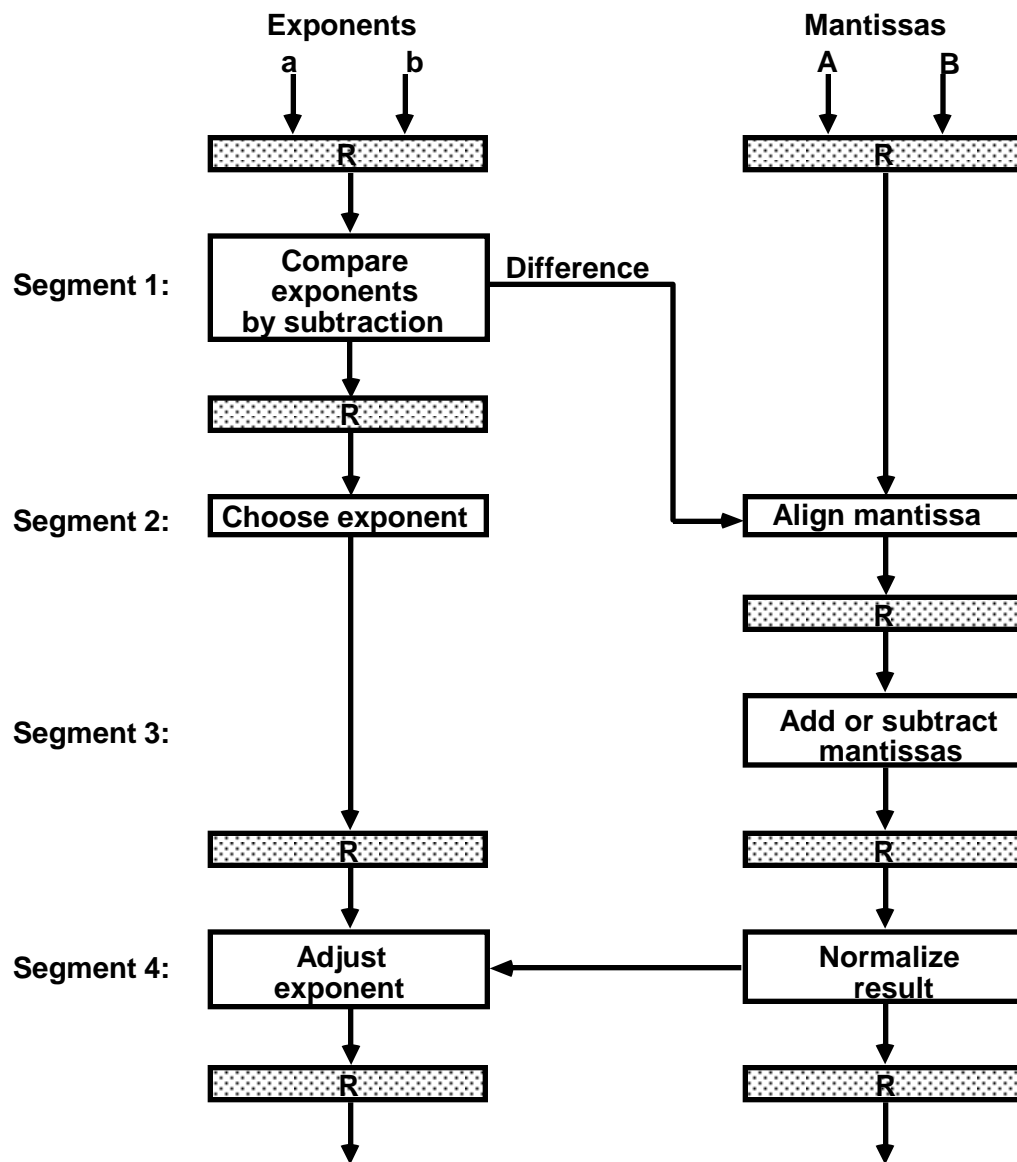 Exponents
Mantissas
a
b
A
B
R
R
Segment 1:
Compare
exponents
by subtraction
Difference
R
Segment 2:
Choose exponent
Align mantissa
R
Segment 3:
Add or subtract
mantissas
R
R
Segment 4:
Adjust
exponent
Normalize
result
R
R